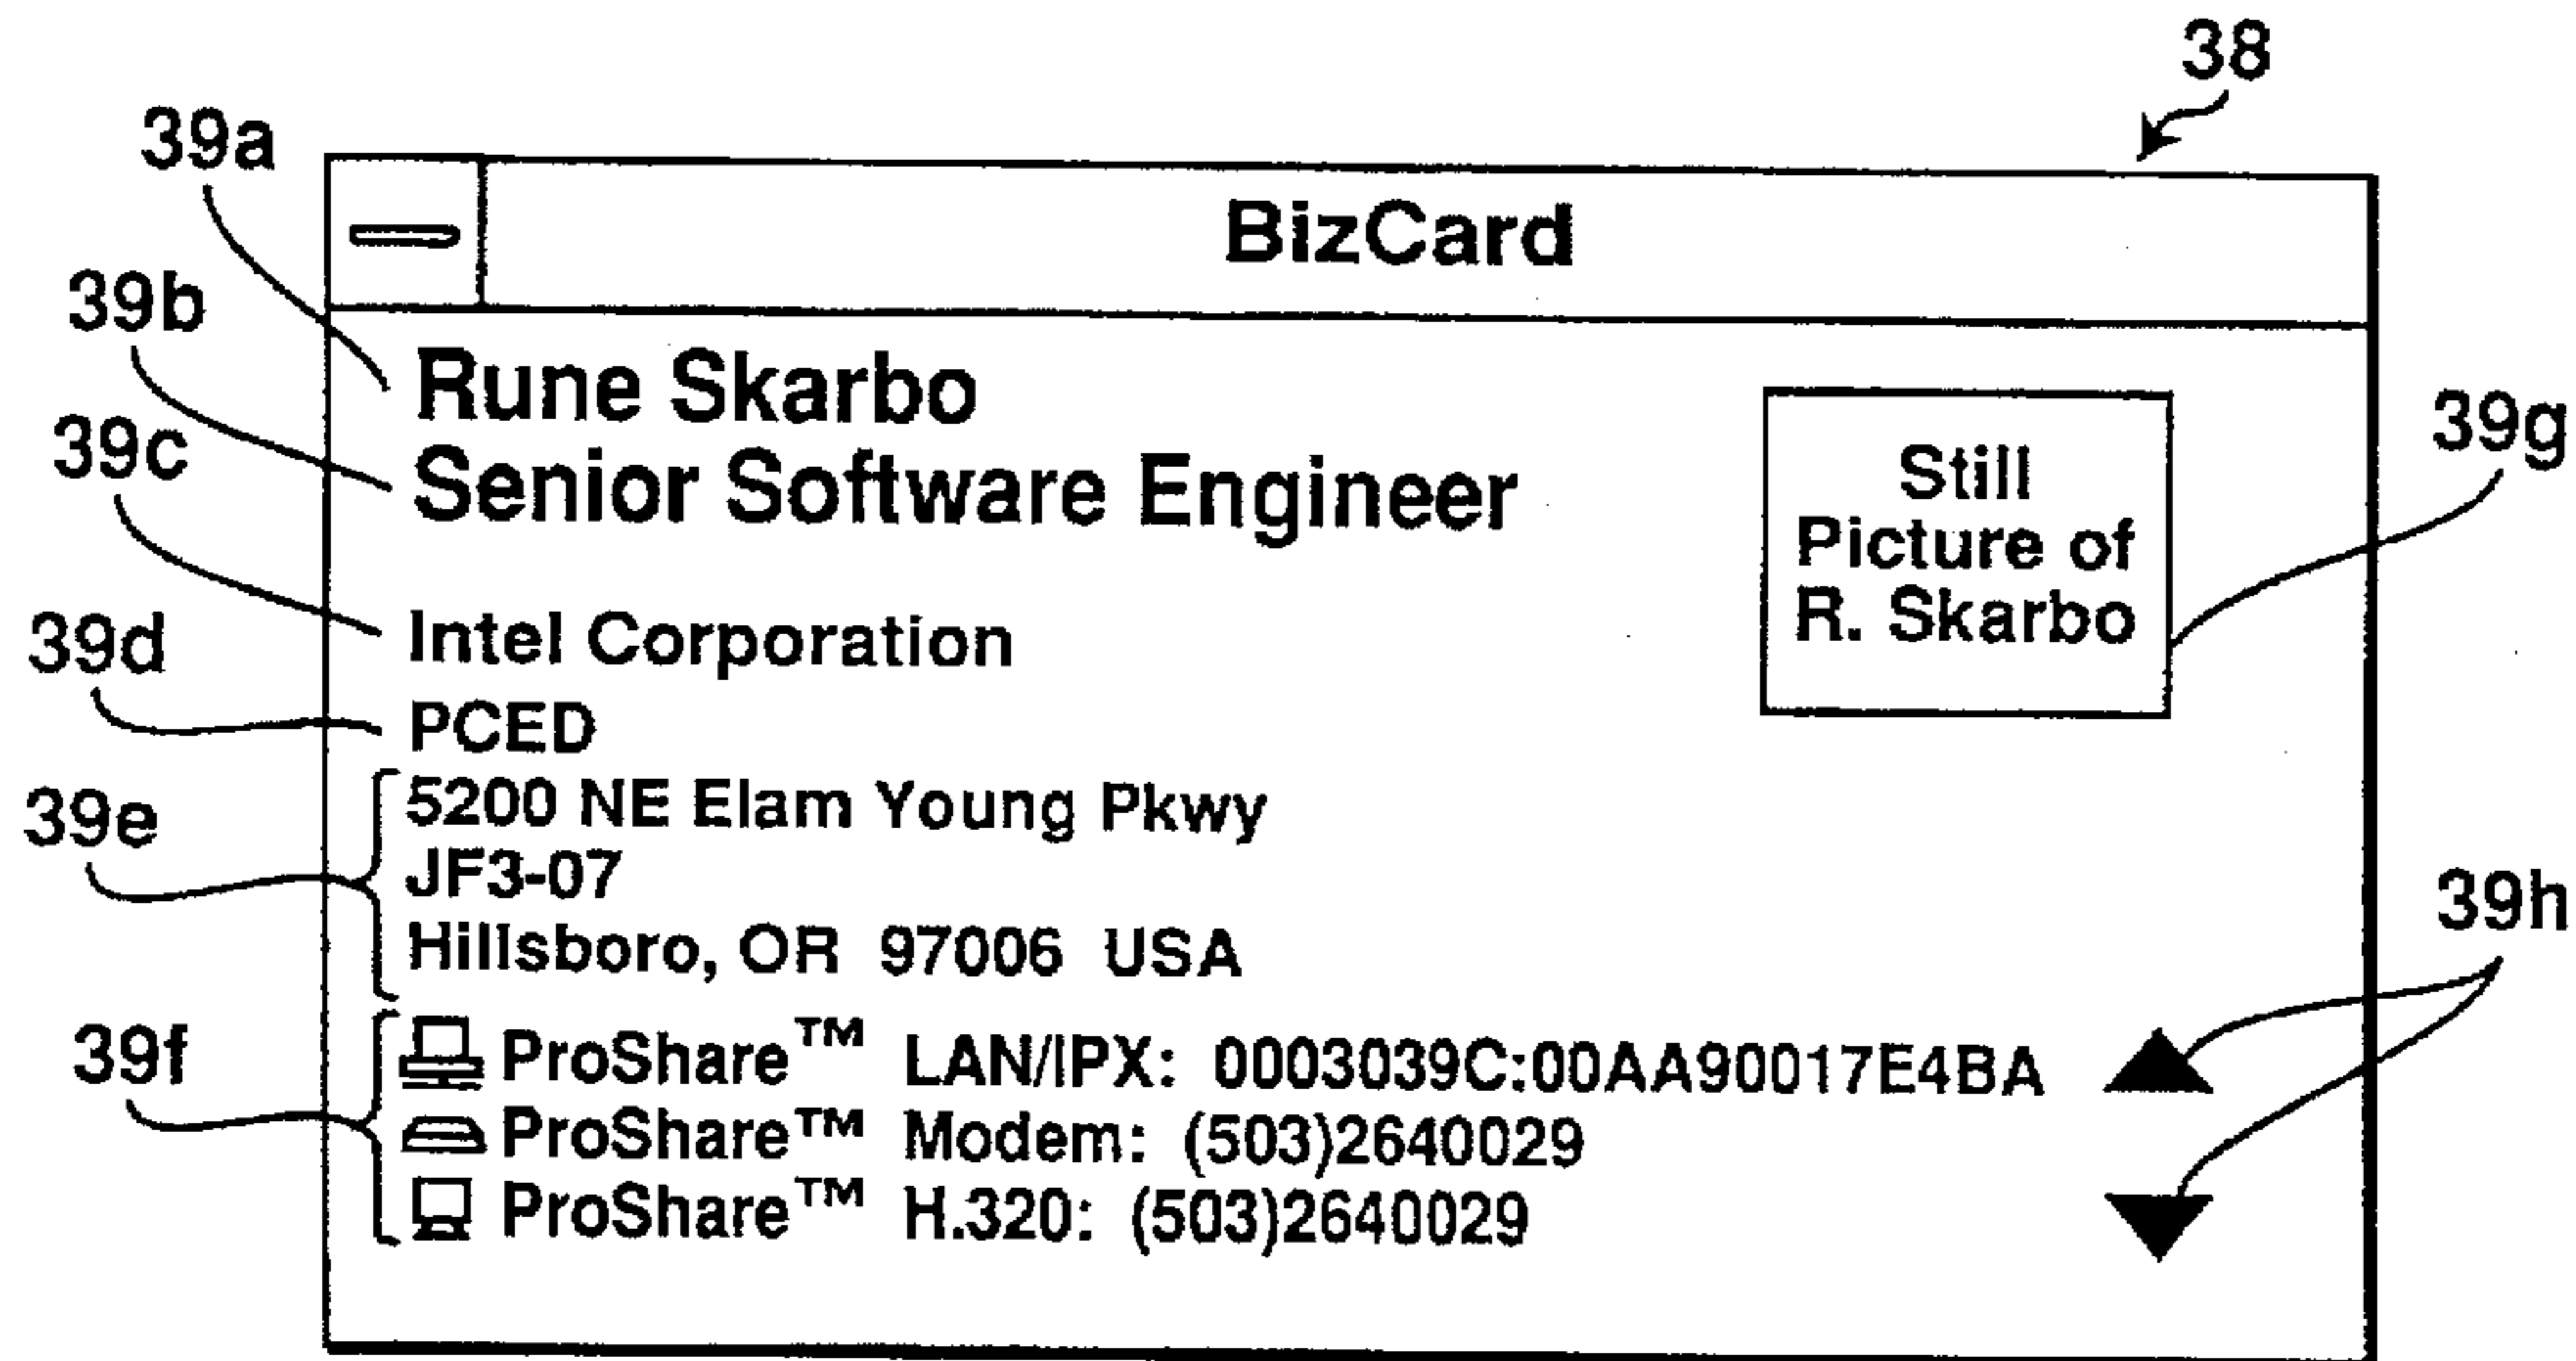 38
39a
BizCard
39b
Rune Skarbo
Senior Software Engineer
39c
39g
Still
Picture of
R. Skarbo
Intel Corporation
39d
PCED
39e
5200 NE Elam Young Pkwy
JF3-07
Hillsboro, OR 97006 USA
39h
39f
ProShare™ LAN/IPX: 0003039C:00AA90017E4BA
ProShare™ Modem: (503)2640029
ProShare™ H.320: (503)2640029